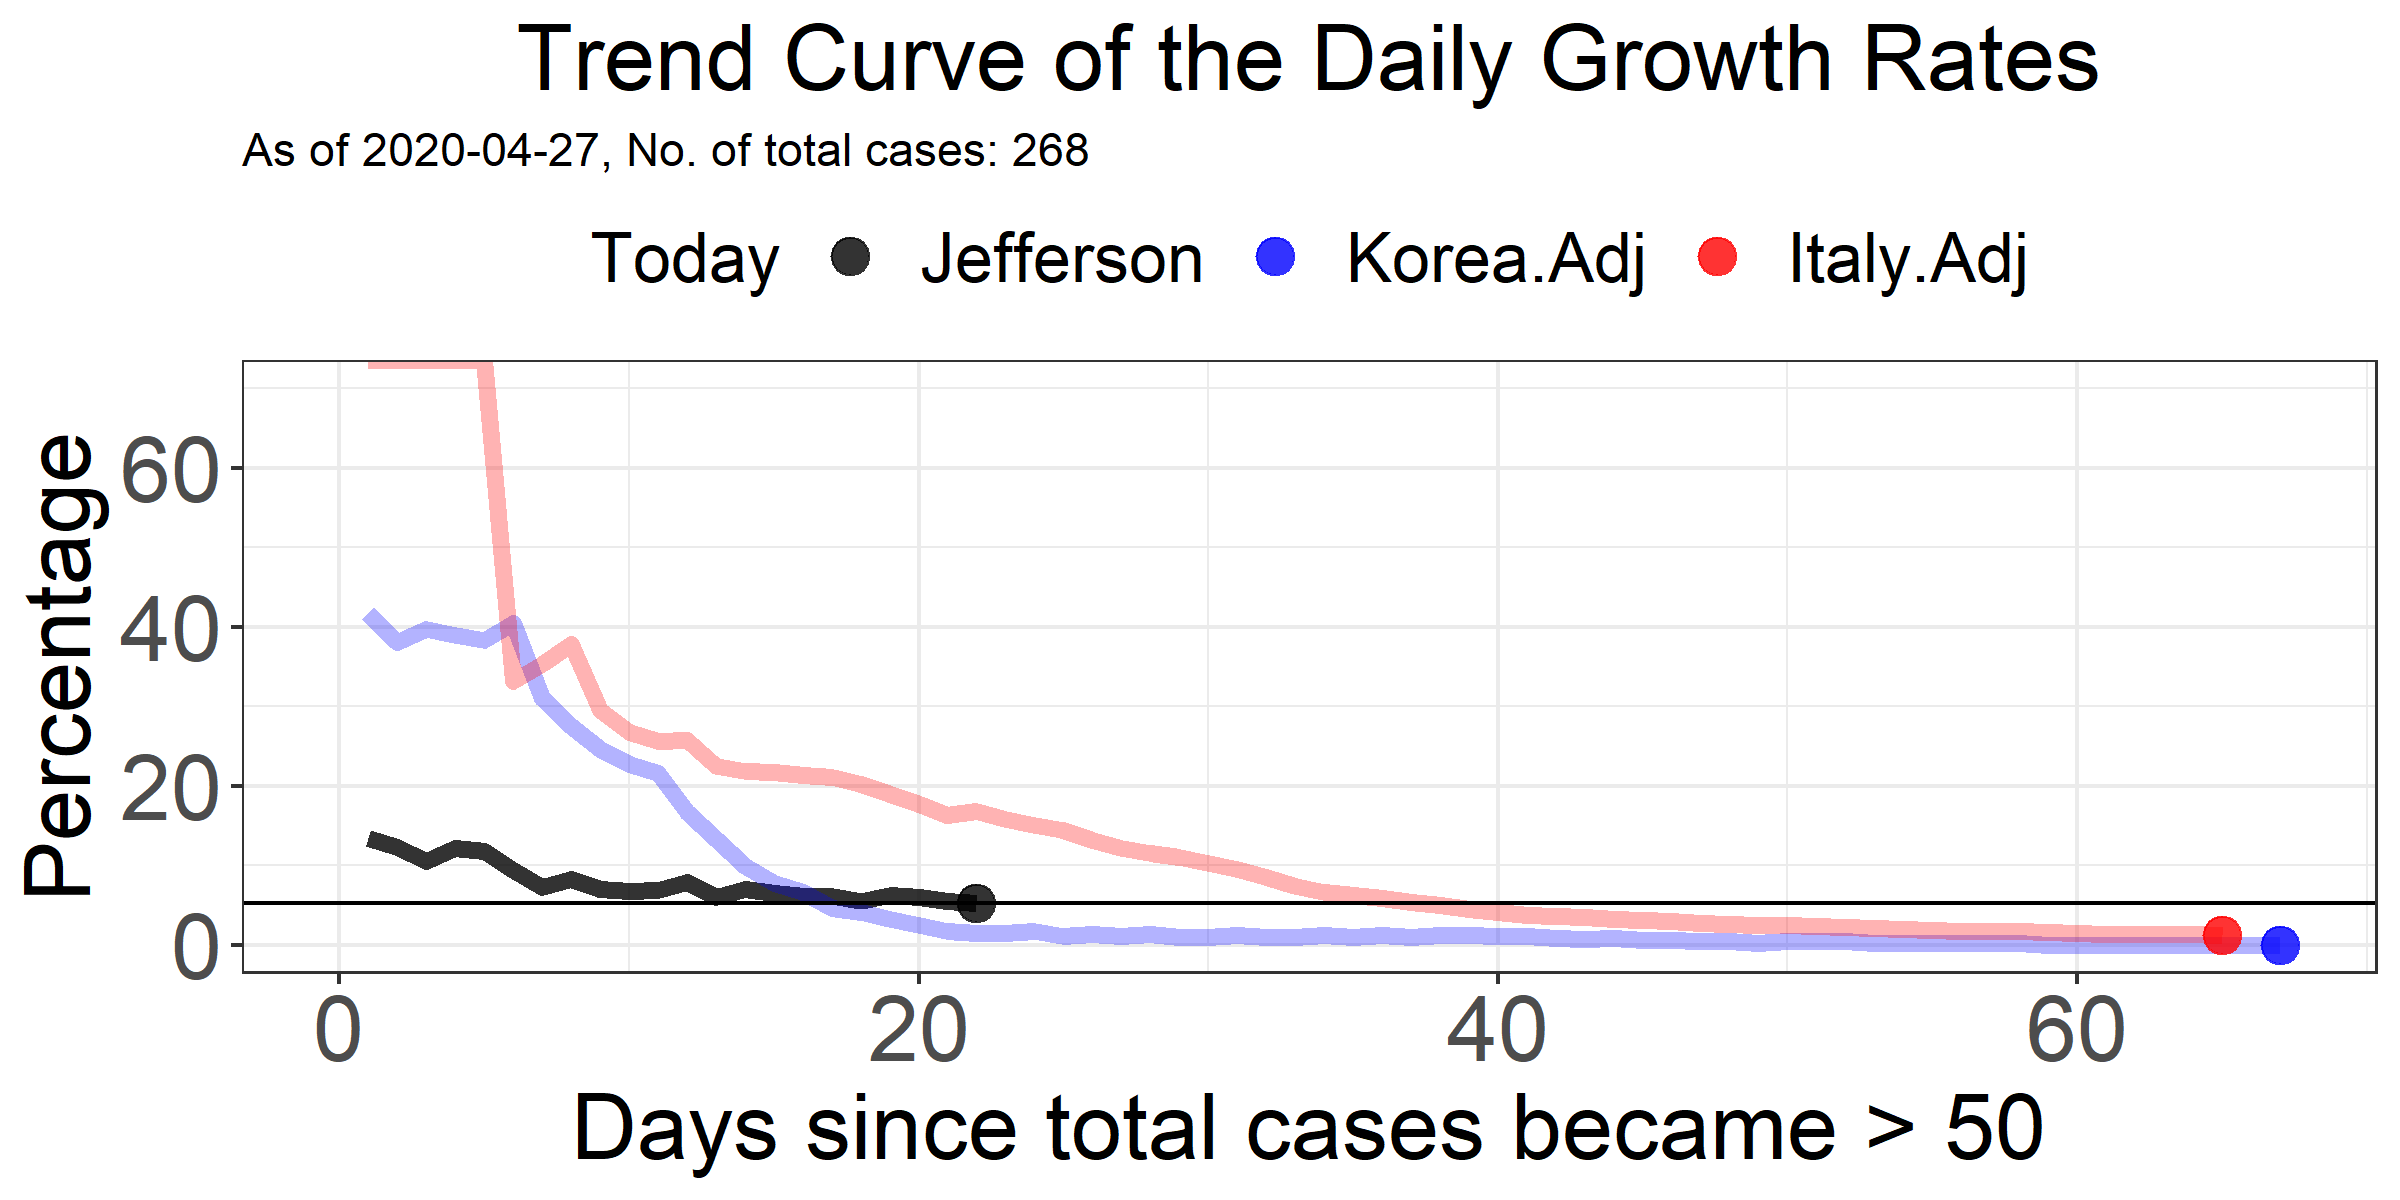 Trend Curve of the Daily Growth Rates
As of 2020-04-27, No. of total cases: 268
Today Jefferson Korea.Adj Italy.Adj
Percentage
60
40
20
0
0 20 40 60
Days since total cases became > 50